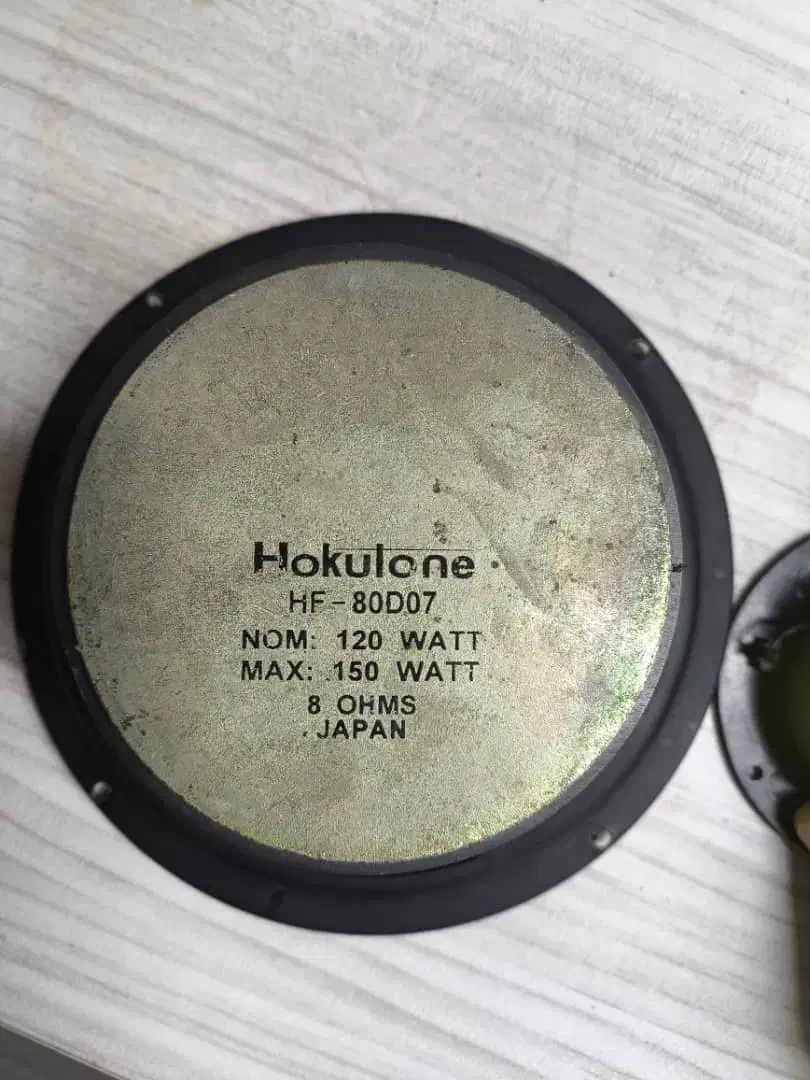 Hokutone
HF-80D07
NOM: 120 WATT
MAX: 150 WATT
8 OHMS
JAPAN